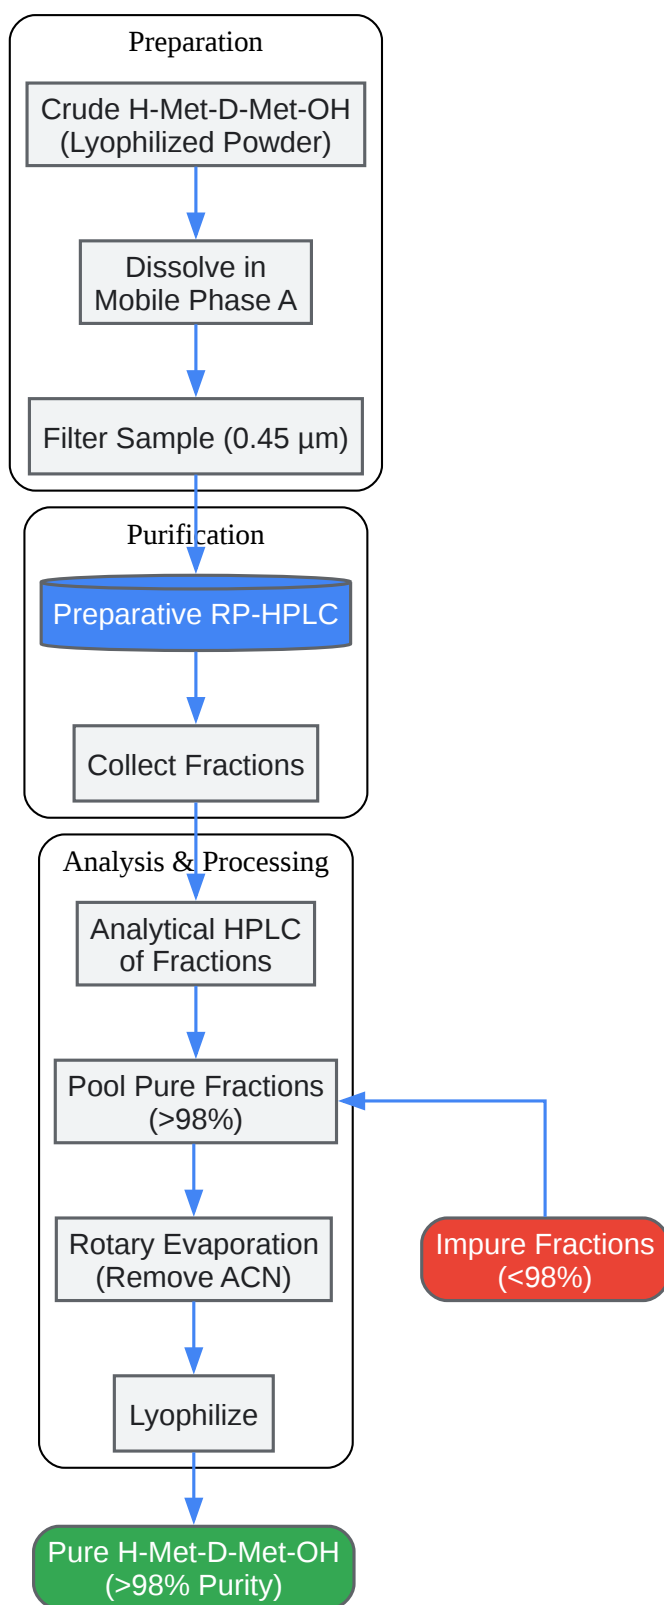 Preparation
Crude H-Met-D-Met-OH
(Lyophilized Powder)
Dissolve in
Mobile Phase A
Filter Sample (0.45 µm)
Purification
Preparative RP-HPLC
Collect Fractions
Analysis & Processing
Analytical HPLC
of Fractions
Pool Pure Fractions
(>98%)
Rotary Evaporation
(Remove ACN)
Impure Fractions
(<98%)
Lyophilize
Pure H-Met-D-Met-OH
(>98% Purity)